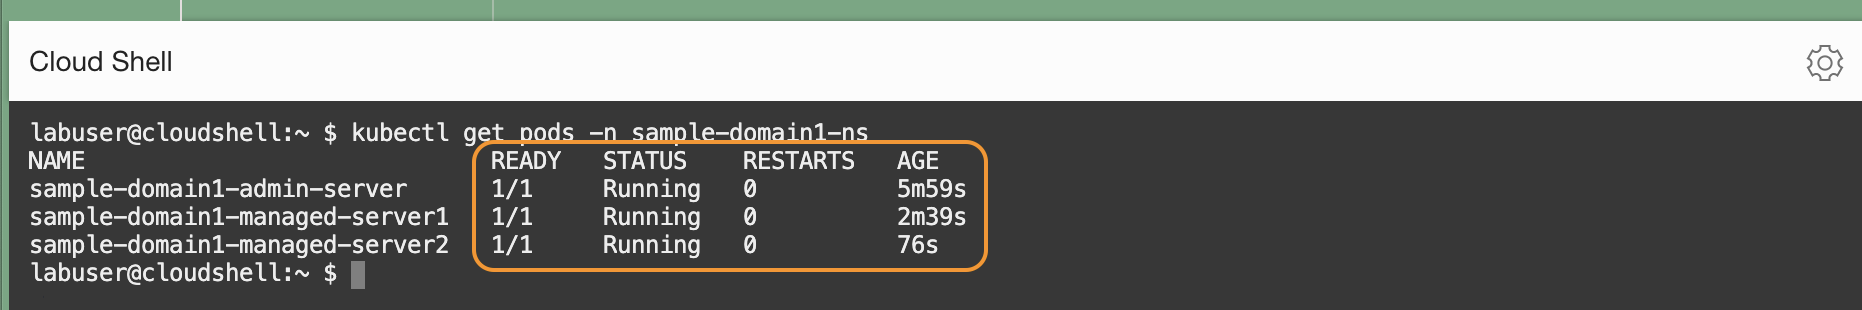 Cloud Shell
labuser@cloudshell:~ $ kubectl get pods -n sample-domain1-ns
NAME READY STATUS RESTARTS AGE
sample-domain1-admin-server 1/1 Running 0 5m59s
sample-domain1-managed-server1 1/1 Running 0 2m39s
sample-domain1-managed-server2 1/1 Running 0 76s
labuser@cloudshell:~ $